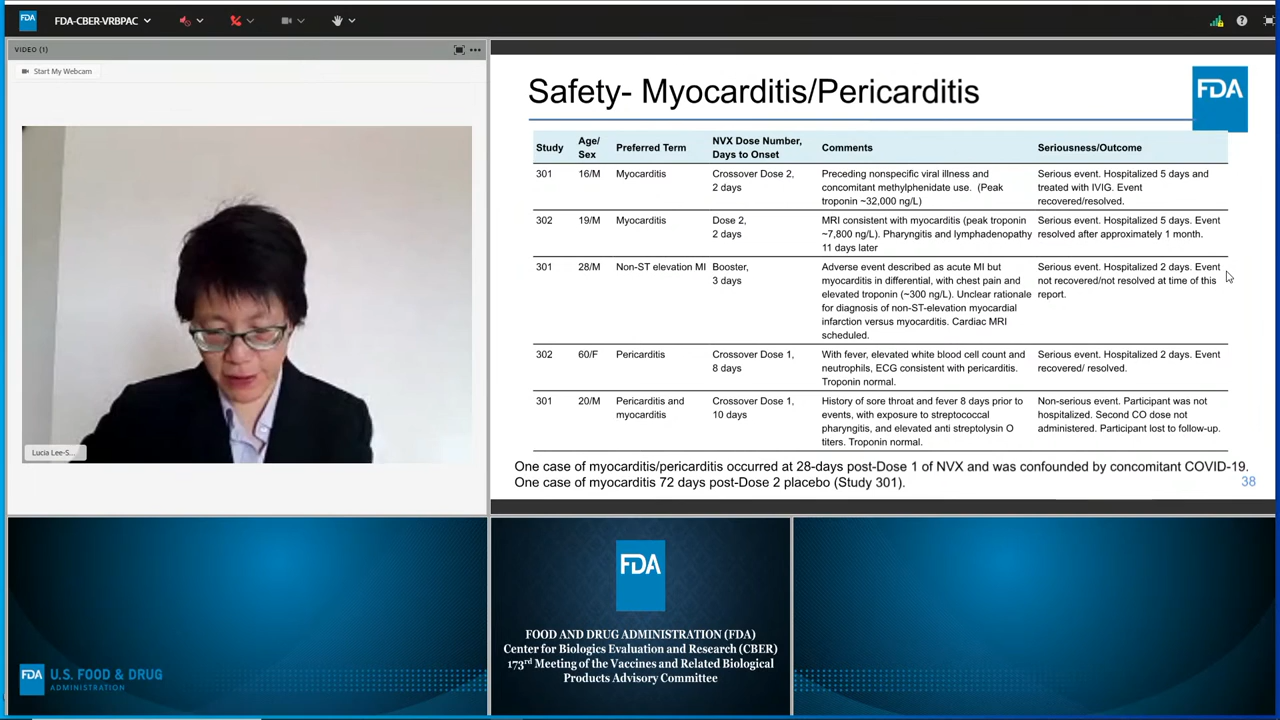 FDA
FDA-CBER-VRBPAC
VIDEO (1)
Start My Webcam
Lucia Lee-S...
Safety- Myocarditis/Pericarditis
FDA
Study Age/Sex Preferred Term NVX Dose Number, Days to Onset Comments Seriousness/Outcome
301 16/M Myocarditis Crossover Dose 2, Preceding nonspecific viral illness and Serious event. Hospitalized 5 days and
2 days concomitant methylphenidate use. (Peak treated with IVIG. Event
troponin ~32,000 ng/L) recovered/resolved.
302 19/M Myocarditis Dose 2, MRI consistent with myocarditis (peak troponin Serious event. Hospitalized 5 days. Event
2 days ~7,800 ng/L). Pharyngitis and lymphadenopathy resolved after approximately 1 month.
11 days later
301 28/M Non-ST elevation MI Booster, Adverse event described as acute MI but Serious event. Hospitalized 2 days. Event
3 days myocarditis in differential, with chest pain and not recovered/not resolved at time of this
elevated troponin (~300 ng/L). Unclear rationale report.
for diagnosis of non-ST-elevation myocardial
infarction versus myocarditis. Cardiac MRI
scheduled.
302 60/F Pericarditis Crossover Dose 1, With fever, elevated white blood cell count and Serious event. Hospitalized 2 days. Event
8 days neutrophils, ECG consistent with pericarditis. recovered/ resolved.
Troponin normal.
301 20/M Pericarditis and Crossover Dose 1, History of sore throat and fever 8 days prior to Non-serious event. Participant was not
myocarditis 10 days events, with exposure to streptococcal hospitalized. Second CO dose not
pharyngitis, and elevated anti streptolysin O administered. Participant lost to follow-up.
titers. Troponin normal.
One case of myocarditis/pericarditis occurred at 28-days post-Dose 1 of NVX and was confounded by concomitant COVID-19.
One case of myocarditis 72 days post-Dose 2 placebo (Study 301).
38
FDA
FOOD AND DRUG ADMINISTRATION (FDA)
Center for Biologics Evaluation and Research (CBER)
173rd Meeting of the Vaccines and Related Biological
Products Advisory Committee
FDA U.S. FOOD & DRUG
ADMINISTRATION